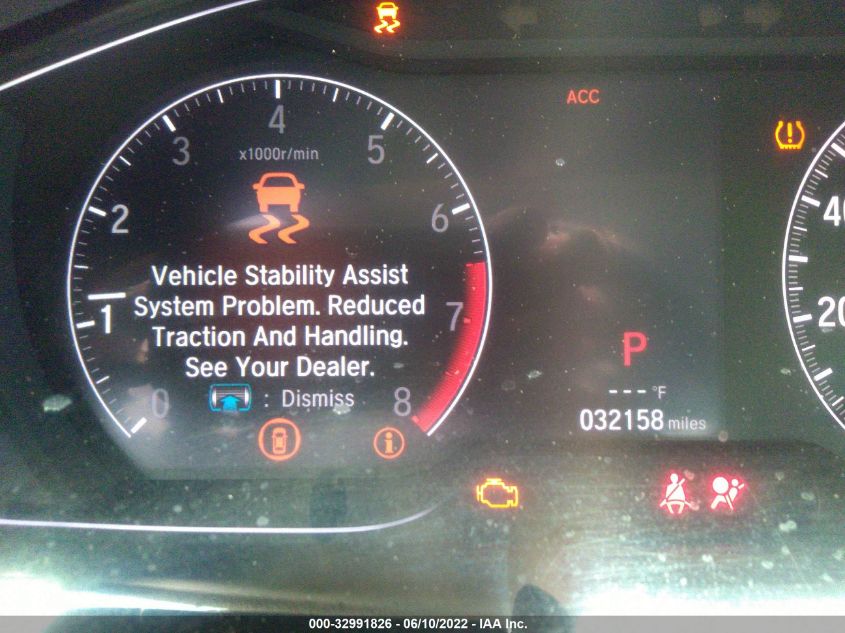 ACC
4
3
5
x1000r/min
2
6
40
Vehicle Stability Assist
System Problem. Reduced
Traction And Handling.
See Your Dealer.
1
7
20
P
: Dismiss
0
8
---°F
032158 miles
000-32991826 - 06/10/2022 - IAA Inc.